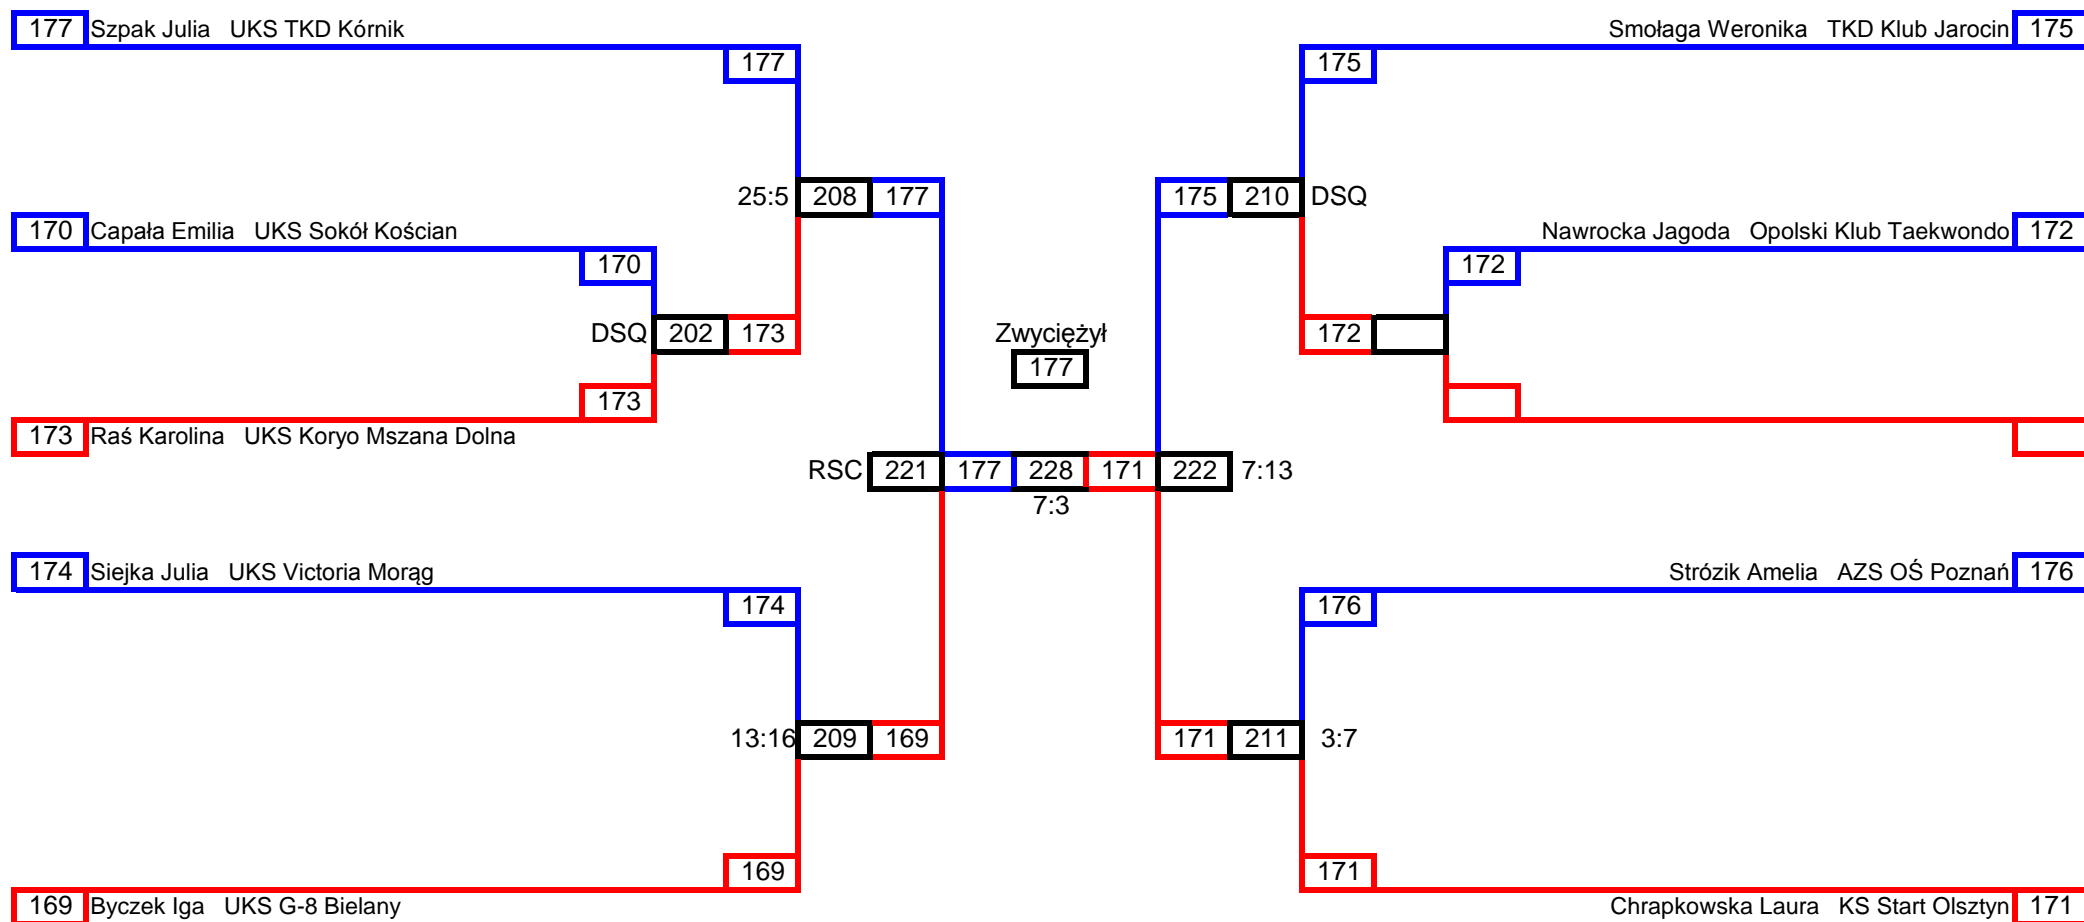 177 Szpak Julia UKS TKD Kórnik Smołaga Weronika TKD Klub Jarocin 175
177 175
25:5 208 177 175 210 DSQ
170 Capała Emilia UKS Sokół Kościan Nawrocka Jagoda Opolski Klub Taekwondo 172
170 172
DSQ 202 173 Zwyciężył 172
177
173
173 Raś Karolina UKS Koryo Mszana Dolna
RSC 221 177 228 171 222 7:13
7:3
174 Siejka Julia UKS Victoria Morąg Strózik Amelia AZS OŚ Poznań 176
174 176
13:16 209 169 171 211 3:7
169 171
169 Byczek Iga UKS G-8 Bielany Chrapkowska Laura KS Start Olsztyn 171